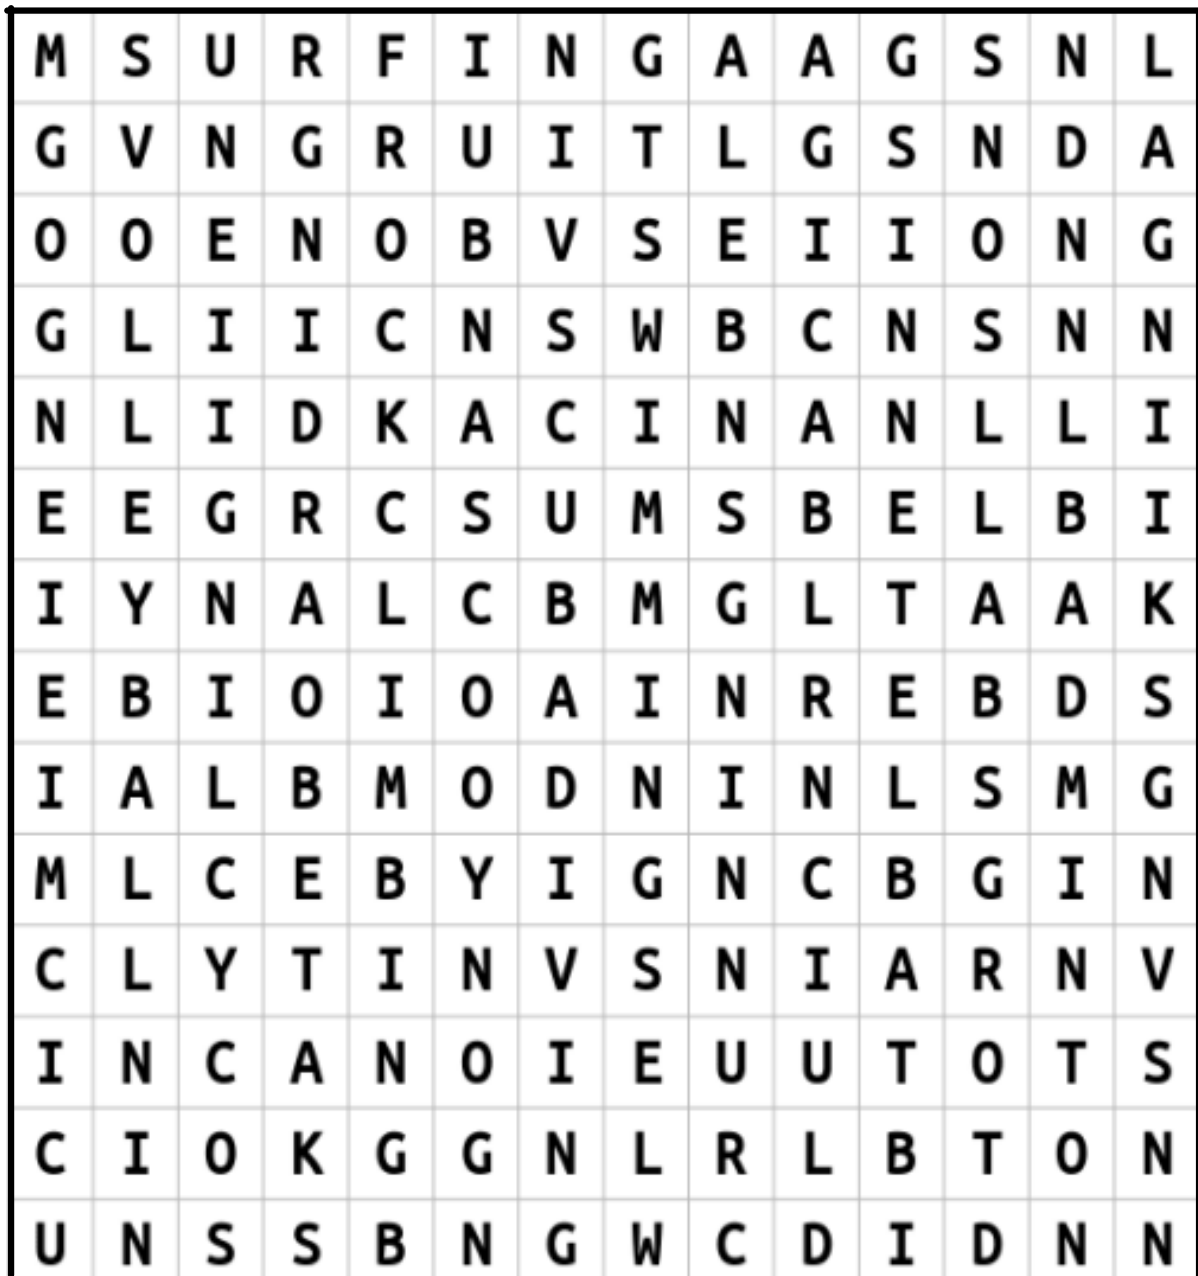 M S U R F I N G A A G S N L
G V N G R U I T L G S N D A
O O E N O B V S E I I O N G
G L I I C N S W B C N S N N
N L I D K A C I N A N L L I
E E G R C S U M S B E L B I
I Y N A L C B M G L T A A K
E B I O I O A I N R E B D S
I A L B M O D N I N L S M G
M L C E B Y I G N C B G I N
C L Y T I N V S N I A R N V
I N C A N O I E U U T O T S
C I O K G G N L R L B T O N
U N S S B N G W C D I D N N